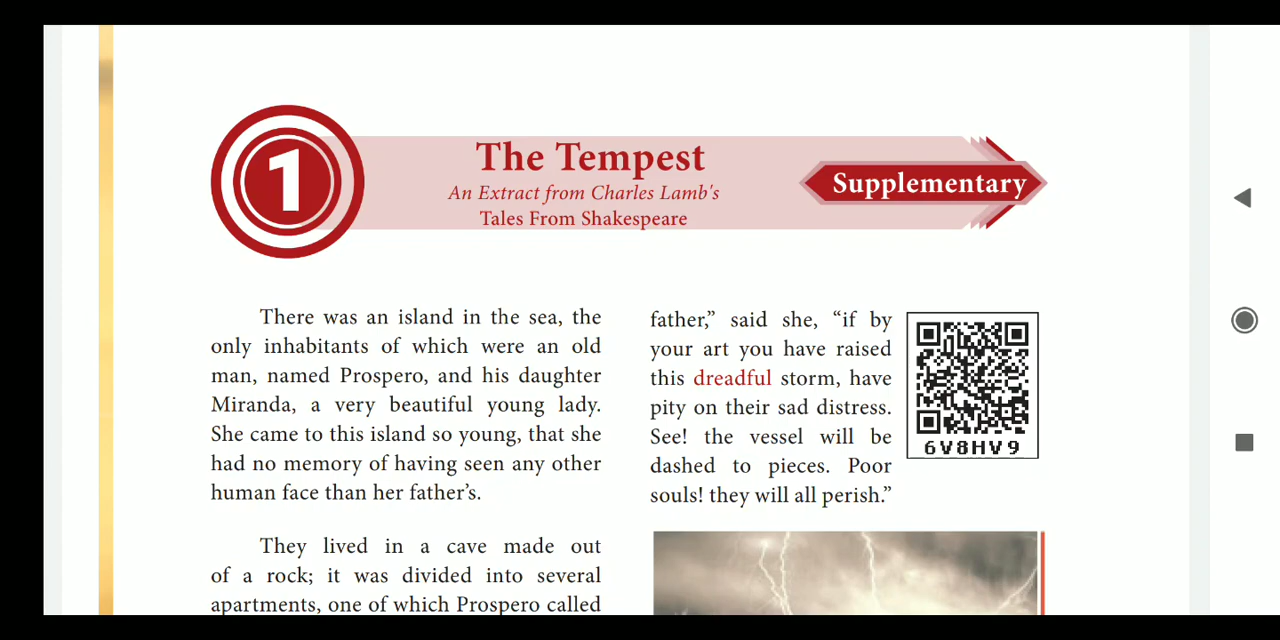 1
The Tempest
An Extract from Charles Lamb's
Tales From Shakespeare
Supplementary
There was an island in the sea, the
only inhabitants of which were an old
man, named Prospero, and his daughter
Miranda, a very beautiful young lady.
She came to this island so young, that she
had no memory of having seen any other
human face than her father's.
They lived in a cave made out
of a rock; it was divided into several
apartments, one of which Prospero called
father,” said she, “if by
your art you have raised
this dreadful storm, have
pity on their sad distress.
See! the vessel will be
dashed to pieces. Poor
souls! they will all perish.”
6V8HV9